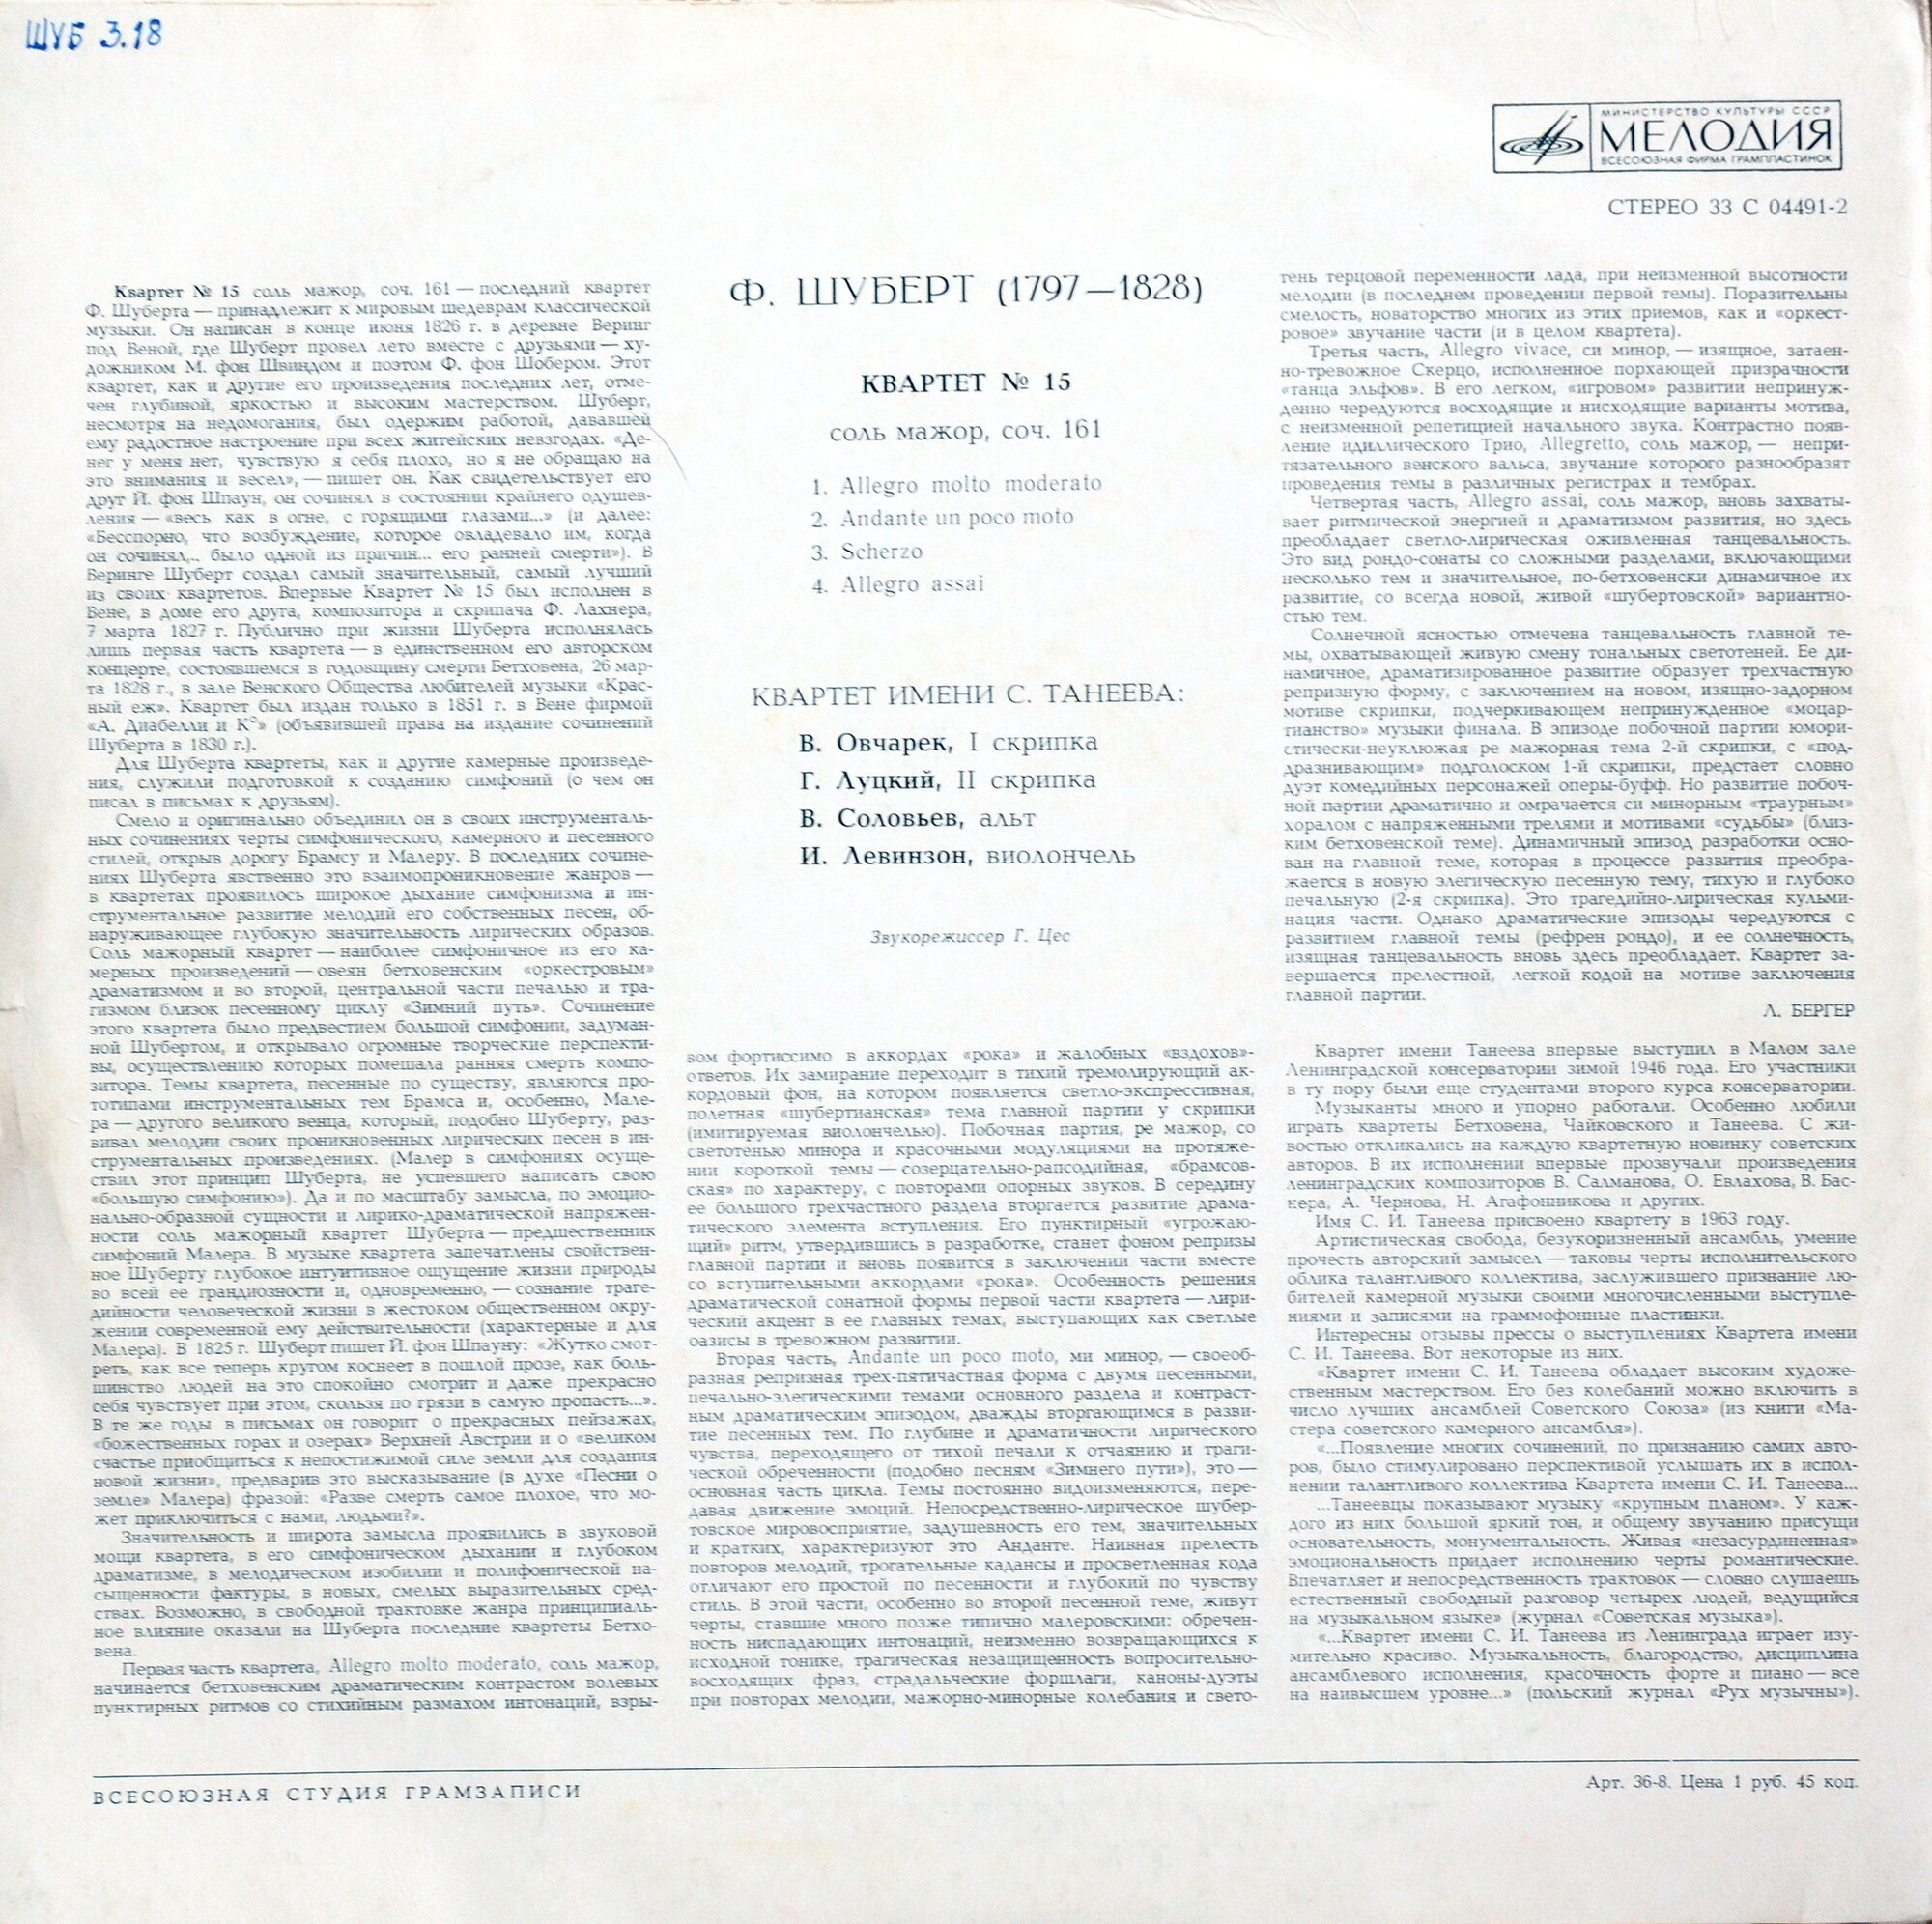 ШУБ 3.18
МИНИСТЕРСТВО КУЛЬТУРЫ СССР
МЕЛОДИЯ
ВСЕСОЮЗНАЯ ФИРМА ГРАМПЛАСТИНОК
СТЕРЕО 33 С 04491-2
Квартет № 15 соль мажор, соч. 161 — последний квартет
Ф. Шуберта — принадлежит к мировым шедеврам классической
музыки. Он написан в конце июня 1826 г. в деревне Веринг
под Веной, где Шуберт провел лето вместе с друзьями — ху-
дожником М. фон Швиндом и поэтом Ф. фон Шобером. Этот
квартет, как и другие его произведения последних лет, отме-
чен глубиной, яркостью и высоким мастерством. Шуберт,
несмотря на недомогания, был одержим работой, дававшей
ему радостное настроение при всех житейских невзгодах. «Де-
нег у меня нет, чувствую я себя плохо, но я не обращаю на
это внимания и весел», — пишет он. Как свидетельствует его
друг Й. фон Шпаун, он сочинял в состоянии крайнего одушев-
ления — «весь как в огне, с горящими глазами...» (и далее:
«Бесспорно, что возбуждение, которое овладевало им, когда
он сочинял... было одной из причин... его ранней смерти»). В
Веринге Шуберт создал самый значительный, самый лучший
из своих квартетов. Впервые Квартет № 15 был исполнен в
Вене, в доме его друга, композитора и скрипача Ф. Лахнера,
7 марта 1827 г. Публично при жизни Шуберта исполнялась
лишь первая часть квартета — в единственном его авторском
концерте, состоявшемся в годовщину смерти Бетховена, 26 мар-
та 1828 г., в зале Венского Общества любителей музыки «Крас-
ный еж». Квартет был издан только в 1851 г. в Вене фирмой
«А. Диабелли и К°» (объявившей права на издание сочинений
Шуберта в 1830 г.).
Для Шуберта квартеты, как и другие камерные произведе-
ния, служили подготовкой к созданию симфоний (о чем он
писал в письмах к друзьям).
Смело и оригинально объединил он в своих инструменталь-
ных сочинениях черты симфонического, камерного и песенного
стилей, открыв дорогу Брамсу и Малеру. В последних сочине-
ниях Шуберта явственно это взаимопроникновение жанров —
в квартетах проявилось широкое дыхание симфонизма и ин-
струментальное развитие мелодий его собственных песен, об-
наруживающее глубокую значительность лирических образов.
Соль мажорный квартет — наиболее симфоничное из его ка-
мерных произведений — овеян бетховенским «оркестровым»
драматизмом и во второй, центральной части печалью и тра-
гизмом близок песенному циклу «Зимний путь». Сочинение
этого квартета было предвестием большой симфонии, задуман-
ной Шубертом, и открывало огромные творческие перспекти-
вы, осуществлению которых помешала ранняя смерть компо-
зитора. Темы квартета, песенные по существу, являются про-
тотипами инструментальных тем Брамса и, особенно, Мале-
ра — другого великого венца, который, подобно Шуберту, раз-
вивал мелодии своих проникновенных лирических песен в ин-
струментальных произведениях. (Малер в симфониях осуще-
ствил этот принцип Шуберта, не успевшего написать свою
«большую симфонию»). Да и по масштабу замысла, по эмоцио-
нально-образной сущности и лирико-драматической напряжен-
ности соль мажорный квартет Шуберта — предшественник
симфоний Малера. В музыке квартета запечатлены свойствен-
ное Шуберту глубокое интуитивное ощущение жизни природы
во всей ее грандиозности и, одновременно, — сознание траге-
дийности человеческой жизни в жестоком общественном окру-
жении современной ему действительности (характерные и для
Малера). В 1825 г. Шуберт пишет Й. фон Шпауну: «Жутко смот-
реть, как все теперь кругом коснеет в пошлой прозе, как боль-
шинство людей на это спокойно смотрит и даже прекрасно
себя чувствует при этом, скользя по грязи в самую пропасть...».
В те же годы в письмах он говорит о прекрасных пейзажах,
«божественных горах и озерах» Верхней Австрии и о «великом
счастье приобщиться к непостижимой силе земли для создания
новой жизни», предварив это высказывание (в духе «Песни о
земле» Малера) фразой: «Разве смерть самое плохое, что мо-
жет приключиться с нами, людьми?».
Значительность и широта замысла проявились в звуковой
мощи квартета, в его симфоническом дыхании и глубоком
драматизме, в мелодическом изобилии и полифонической на-
сыщенности фактуры, в новых, смелых выразительных сред-
ствах. Возможно, в свободной трактовке жанра принципиаль-
ное влияние оказали на Шуберта последние квартеты Бетхо-
вена.
Первая часть квартета, Allegro molto moderato, соль мажор,
начинается бетховенским драматическим контрастом волевых
пунктирных ритмов со стихийным размахом интонаций, взры-
Ф. ШУБЕРТ (1797—1828)
КВАРТЕТ № 15
соль мажор, соч. 161
1. Allegro molto moderato
2. Andante un poco moto
3. Scherzo
4. Allegro assai
КВАРТЕТ ИМЕНИ С. ТАНЕЕВА:
В. Овчарек, I скрипка
Г. Луцкий, II скрипка
В. Соловьев, альт
И. Левинзон, виолончель
Звукорежиссер Г. Цес
вом фортиссимо в аккордах «рока» и жалобных «вздохов»-
ответов. Их замирание переходит в тихий тремолирующий ак-
кордовый фон, на котором появляется светло-экспрессивная,
полетная «шубертианская» тема главной партии у скрипки
(имитируемая виолончелью). Побочная партия, ре мажор, со
светотенью минора и красочными модуляциями на протяже-
нии короткой темы — созерцательно-рапсодийная, «брамсов-
ская» по характеру, с повторами опорных звуков. В середину
ее большого трехчастного раздела вторгается развитие драма-
тического элемента вступления. Его пунктирный «угрожаю-
щий» ритм, утвердившись в разработке, станет фоном репризы
главной партии и вновь появится в заключении части вместе
со вступительными аккордами «рока». Особенность решения
драматической сонатной формы первой части квартета — лири-
ческий акцент в ее главных темах, выступающих как светлые
оазисы в тревожном развитии.
Вторая часть, Andante un poco moto, ми минор, — своеоб-
разная репризная трех-пятичастная форма с двумя песенными,
печально-элегическими темами основного раздела и контраст-
ным драматическим эпизодом, дважды вторгающимся в разви-
тие песенных тем. По глубине и драматичности лирического
чувства, переходящего от тихой печали к отчаянию и траги-
ческой обреченности (подобно песням «Зимнего пути»), это —
основная часть цикла. Темы постоянно видоизменяются, пере-
давая движение эмоций. Непосредственно-лирическое шубер-
товское мировосприятие, задушевность его тем, значительных
и кратких, характеризуют это Анданте. Наивная прелесть
повторов мелодий, трогательные кадансы и просветленная кода
отличают его простой по песенности и глубокий по чувству
стиль. В этой части, особенно во второй песенной теме, живут
черты, ставшие много позже типично малеровскими: обречен-
ность ниспадающих интонаций, неизменно возвращающихся к
исходной тонике, трагическая незащищенность вопросительно-
восходящих фраз, страдальческие форшлаги, каноны-дуэты
при повторах мелодии, мажорно-минорные колебания и свето-
тень терцовой переменности лада, при неизменной высотности
мелодии (в последнем проведении первой темы). Поразительны
смелость, новаторство многих из этих приемов, как и «оркест-
ровое» звучание части (и в целом квартета).
Третья часть, Allegro vivace, си минор, — изящное, затаен-
но-тревожное Скерцо, исполненное порхающей призрачности
«танца эльфов». В его легком, «игровом» развитии непринуж-
денно чередуются восходящие и нисходящие варианты мотива,
с неизменной репетицией начального звука. Контрастно появ-
ление идиллического Трио, Allegretto, соль мажор, — непри-
тязательного венского вальса, звучание которого разнообразят
проведения темы в различных регистрах и тембрах.
Четвертая часть, Allegro assai, соль мажор, вновь захваты-
вает ритмической энергией и драматизмом развития, но здесь
преобладает светло-лирическая оживленная танцевальность.
Это вид рондо-сонаты со сложными разделами, включающими
несколько тем и значительное, по-бетховенски динамичное их
развитие, со всегда новой, живой «шубертовской» вариантно-
стью тем.
Солнечной ясностью отмечена танцевальность главной те-
мы, охватывающей живую смену тональных светотеней. Ее ди-
намичное, драматизированное развитие образует трехчастную
репризную форму, с заключением на новом, изящно-задорном
мотиве скрипки, подчеркивающем непринужденное «моцар-
тианство» музыки финала. В эпизоде побочной партии юмори-
стически-неуклюжая ре мажорная тема 2-й скрипки, с «под-
дразнивающим» подголоском 1-й скрипки, предстает словно
дуэт комедийных персонажей оперы-буфф. Но развитие побоч-
ной партии драматично и омрачается си минорным «траурным»
хоралом с напряженными трелями и мотивами «судьбы» (близ-
ким бетховенской теме). Динамичный эпизод разработки осно-
ван на главной теме, которая в процессе развития преобра-
жается в новую элегическую песенную тему, тихую и глубоко
печальную (2-я скрипка). Это трагедийно-лирическая кульми-
нация части. Однако драматические эпизоды чередуются с
развитием главной темы (рефрен рондо), и ее солнечность,
изящная танцевальность вновь здесь преобладает. Квартет за-
вершается прелестной, легкой кодой на мотиве заключения
главной партии.
Л. БЕРГЕР
Квартет имени Танеева впервые выступил в Малом зале
Ленинградской консерватории зимой 1946 года. Его участники
в ту пору были еще студентами второго курса консерватории.
Музыканты много и упорно работали. Особенно любили
играть квартеты Бетховена, Чайковского и Танеева. С жи-
востью откликались на каждую квартетную новинку советских
авторов. В их исполнении впервые прозвучали произведения
ленинградских композиторов В. Салманова, О. Евлахова, В. Бас-
нера, А. Чернова, Н. Агафонникова и других.
Имя С. И. Танеева присвоено квартету в 1963 году.
Артистическая свобода, безукоризненный ансамбль, умение
прочесть авторский замысел — таковы черты исполнительского
облика талантливого коллектива, заслужившего признание лю-
бителей камерной музыки своими многочисленными выступле-
ниями и записями на граммофонные пластинки.
Интересны отзывы прессы о выступлениях Квартета имени
С. И. Танеева. Вот некоторые из них.
«Квартет имени С. И. Танеева обладает высоким художе-
ственным мастерством. Его без колебаний можно включить в
число лучших ансамблей Советского Союза» (из книги «Ма-
стера советского камерного ансамбля»).
«...Появление многих сочинений, по признанию самих авто-
ров, было стимулировано перспективой услышать их в испол-
нении талантливого коллектива Квартета имени С. И. Танеева...
...Танеевцы показывают музыку «крупным планом». У каж-
дого из них большой яркий тон, и общему звучанию присущи
основательность, монументальность. Живая «незасурдиненная»
эмоциональность придает исполнению черты романтические.
Впечатляет и непосредственность трактовок — словно слушаешь
естественный свободный разговор четырех людей, ведущийся
на музыкальном языке» (журнал «Советская музыка»).
«...Квартет имени С. И. Танеева из Ленинграда играет изу-
мительно красиво. Музыкальность, благородство, дисциплина
ансамблевого исполнения, красочность форте и пиано — все
на наивысшем уровне...» (польский журнал «Рух музычны»).
ВСЕСОЮЗНАЯ СТУДИЯ ГРАМЗАПИСИ
Арт. 36-8. Цена 1 руб. 45 коп.